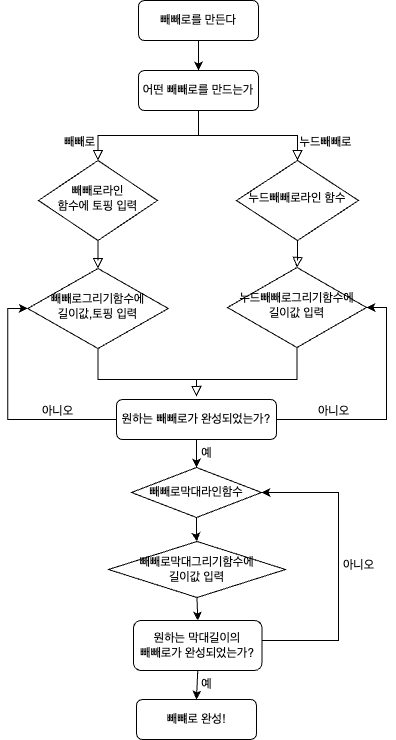 빼빼로를 만든다
어떤 빼빼로를 만드는가
빼빼로
누드빼빼로
빼빼로라인
함수에 토핑 입력
누드빼빼로라인 함수
빼빼로그리기함수에
길이값,토핑 입력
누드빼빼로그리기함수에
길이값 입력
아니오
원하는 빼빼로가 완성되었는가?
아니오
예
빼빼로막대라인함수
빼빼로막대그리기함수에
길이값 입력
아니오
원하는 막대길이의
빼빼로가 완성되었는가?
예
빼빼로 완성!